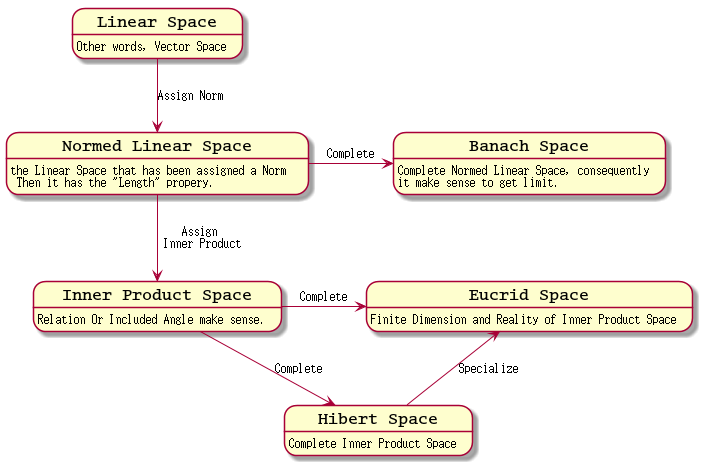 Linear Space
Other words, Vector Space
Assign Norm
Normed Linear Space
the Linear Space that has been assigned a Norm
Then it has the "Length" propery.
Complete
Banach Space
Complete Normed Linear Space, consequently
it make sense to get limit.
Assign
Inner Product
Inner Product Space
Relation Or Included Angle make sense.
Complete
Eucrid Space
Finite Dimension and Reality of Inner Product Space
Complete
Specialize
Hibert Space
Complete Inner Product Space